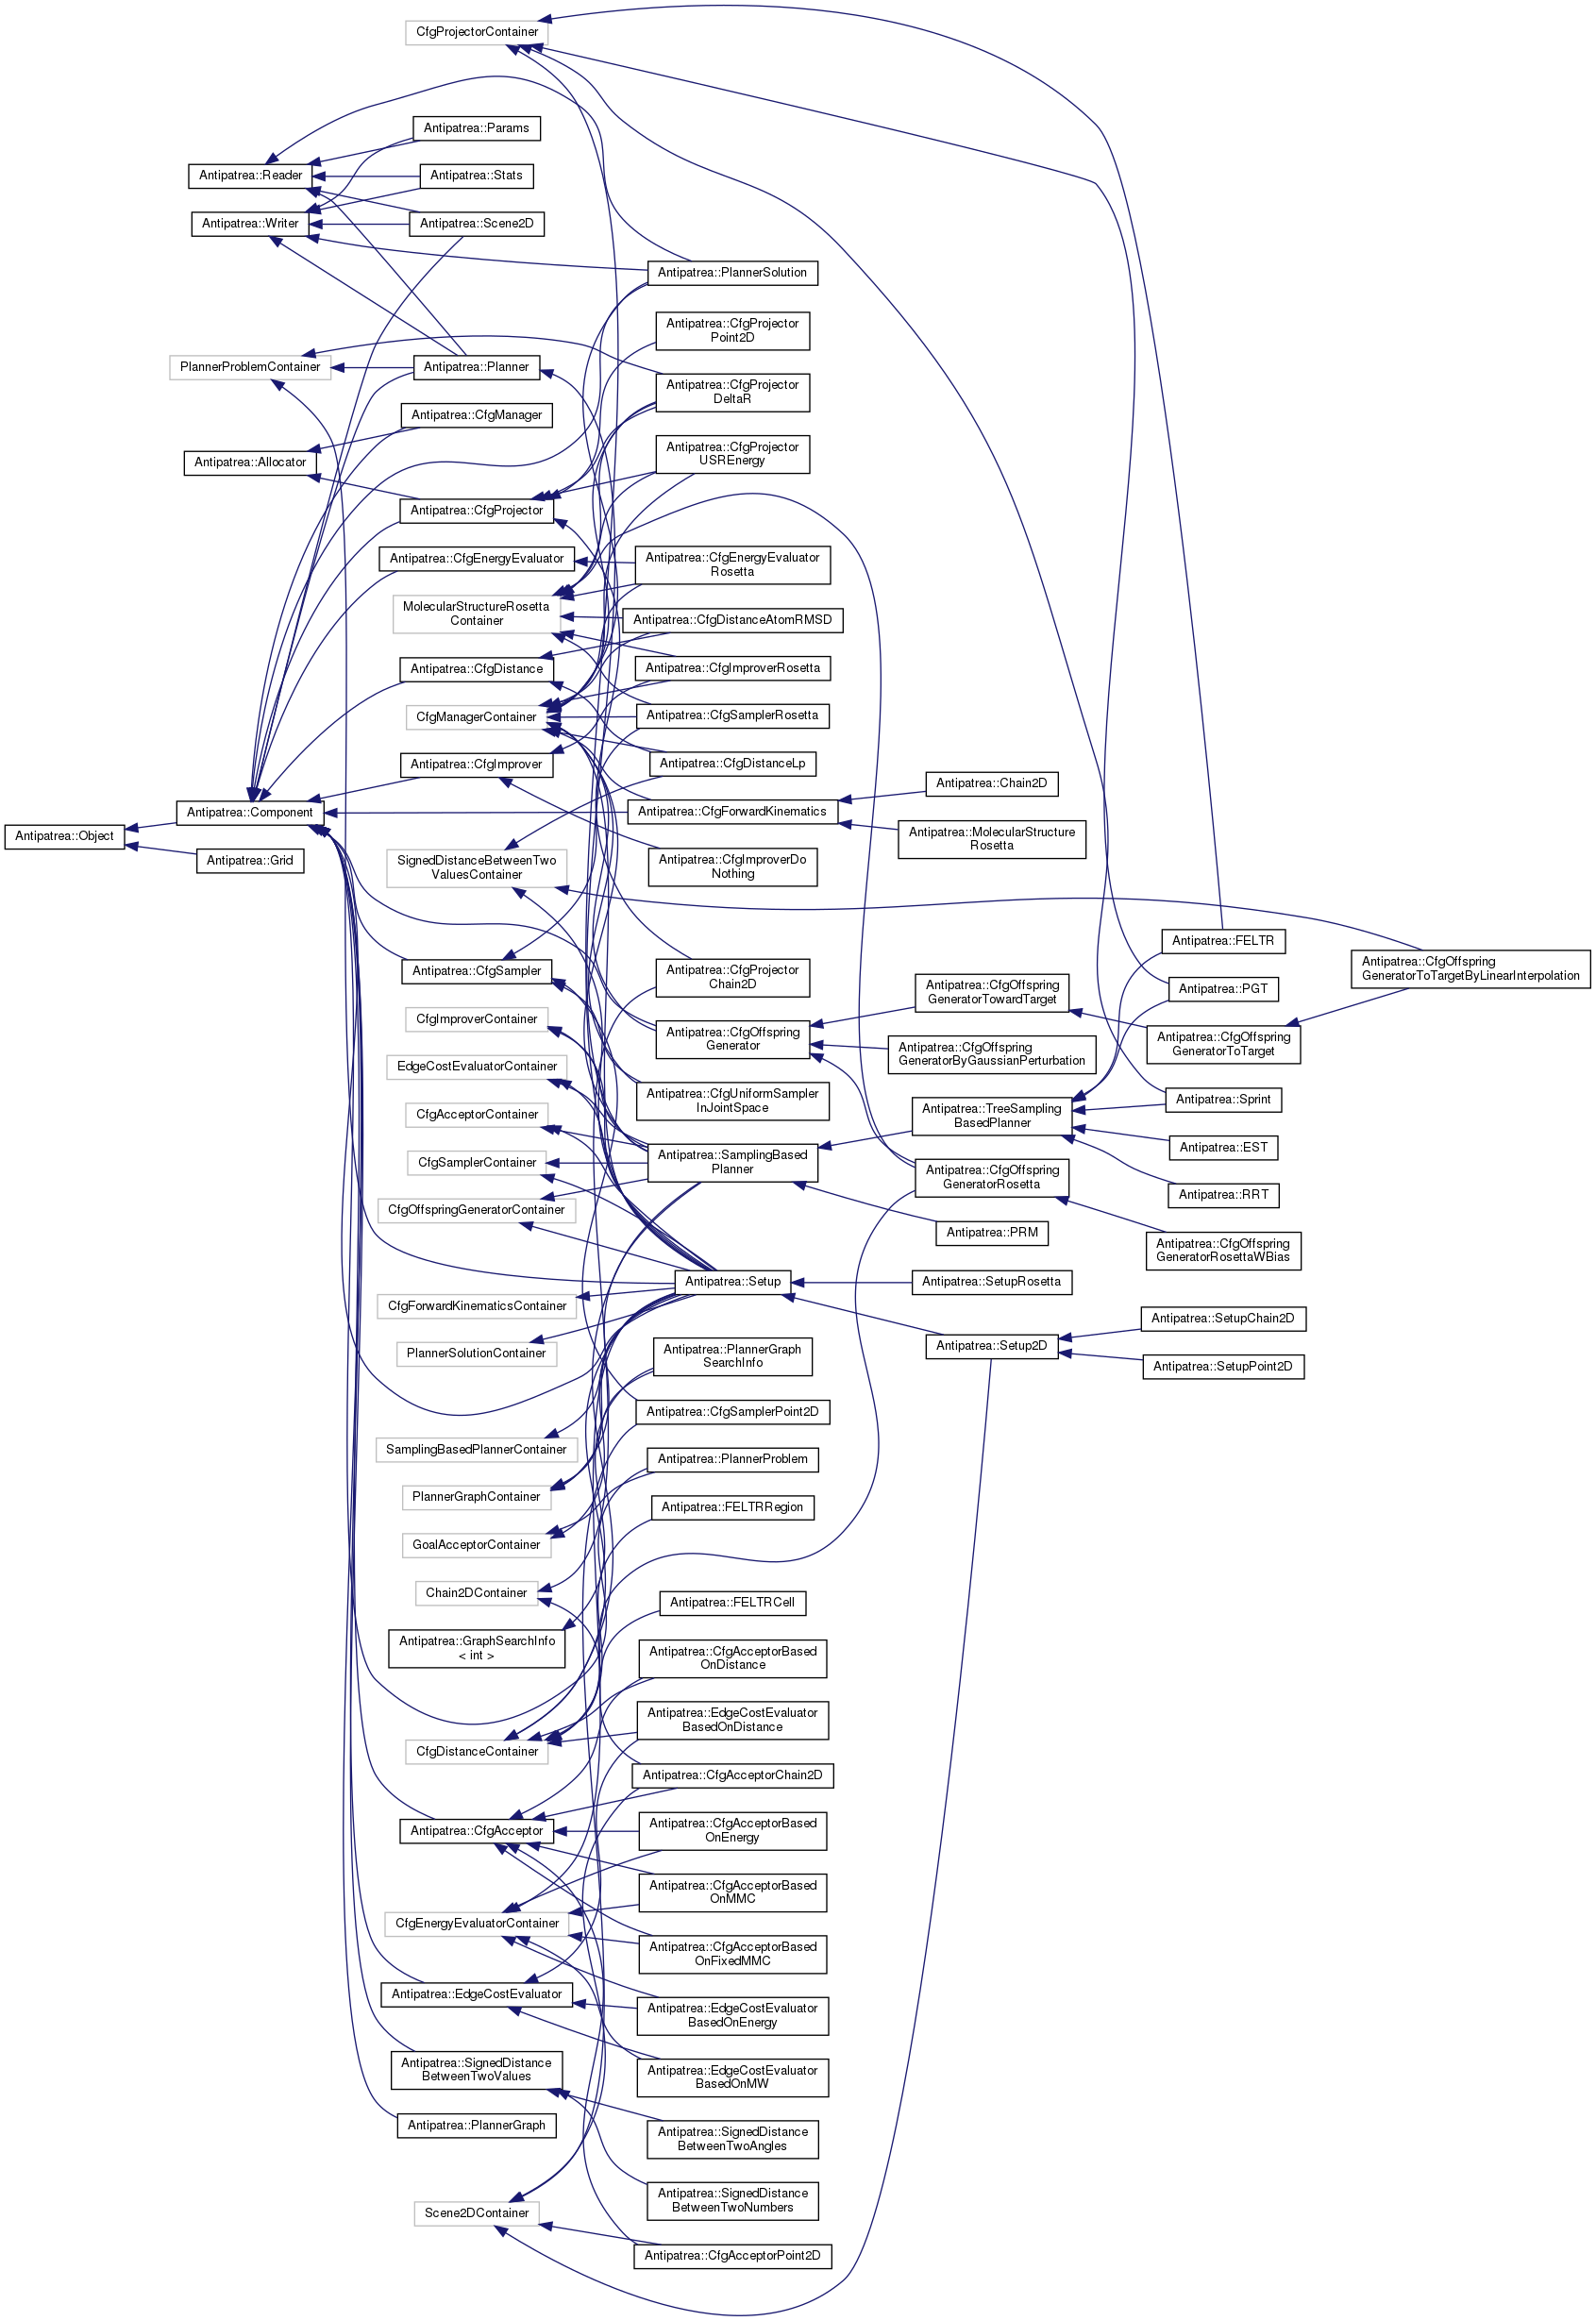 CfgProjectorContainer
Antipatrea::Params
Antipatrea::Reader
Antipatrea::Stats
Antipatrea::Writer
Antipatrea::Scene2D
Antipatrea::PlannerSolution
Antipatrea::CfgProjector
Point2D
PlannerProblemContainer
Antipatrea::Planner
Antipatrea::CfgProjector
DeltaR
Antipatrea::CfgManager
Antipatrea::Allocator
Antipatrea::CfgProjector
USREnergy
Antipatrea::CfgProjector
Antipatrea::CfgEnergyEvaluator
Antipatrea::CfgEnergyEvaluator
Rosetta
MolecularStructureRosetta
Container
Antipatrea::CfgDistanceAtomRMSD
Antipatrea::CfgDistance
Antipatrea::CfgImproverRosetta
CfgManagerContainer
Antipatrea::CfgSamplerRosetta
Antipatrea::CfgImprover
Antipatrea::CfgDistanceLp
Antipatrea::Chain2D
Antipatrea::Component
Antipatrea::CfgForwardKinematics
Antipatrea::Object
Antipatrea::MolecularStructure
Rosetta
Antipatrea::Grid
SignedDistanceBetweenTwo
ValuesContainer
Antipatrea::CfgImproverDo
Nothing
Antipatrea::FELTR
Antipatrea::CfgOffspring
GeneratorToTargetByLinearInterpolation
Antipatrea::CfgSampler
Antipatrea::CfgProjector
Chain2D
Antipatrea::CfgOffspring
GeneratorTowardTarget
Antipatrea::PGT
CfgImproverContainer
Antipatrea::CfgOffspring
Generator
Antipatrea::CfgOffspring
GeneratorByGaussianPerturbation
Antipatrea::CfgOffspring
GeneratorToTarget
EdgeCostEvaluatorContainer
Antipatrea::CfgUniformSampler
InJointSpace
Antipatrea::TreeSampling
BasedPlanner
Antipatrea::Sprint
CfgAcceptorContainer
Antipatrea::EST
CfgSamplerContainer
Antipatrea::SamplingBased
Planner
Antipatrea::CfgOffspring
GeneratorRosetta
Antipatrea::RRT
CfgOffspringGeneratorContainer
Antipatrea::PRM
Antipatrea::CfgOffspring
GeneratorRosettaWBias
Antipatrea::Setup
Antipatrea::SetupRosetta
CfgForwardKinematicsContainer
Antipatrea::SetupChain2D
PlannerSolutionContainer
Antipatrea::Setup2D
Antipatrea::SetupPoint2D
Antipatrea::PlannerGraph
SearchInfo
Antipatrea::CfgSamplerPoint2D
SamplingBasedPlannerContainer
Antipatrea::PlannerProblem
PlannerGraphContainer
Antipatrea::FELTRRegion
GoalAcceptorContainer
Chain2DContainer
Antipatrea::FELTRCell
Antipatrea::GraphSearchInfo
< int >
Antipatrea::CfgAcceptorBased
OnDistance
Antipatrea::EdgeCostEvaluator
BasedOnDistance
CfgDistanceContainer
Antipatrea::CfgAcceptorChain2D
Antipatrea::CfgAcceptor
Antipatrea::CfgAcceptorBased
OnEnergy
Antipatrea::CfgAcceptorBased
OnMMC
CfgEnergyEvaluatorContainer
Antipatrea::CfgAcceptorBased
OnFixedMMC
Antipatrea::EdgeCostEvaluator
Antipatrea::EdgeCostEvaluator
BasedOnEnergy
Antipatrea::SignedDistance
BetweenTwoValues
Antipatrea::EdgeCostEvaluator
BasedOnMW
Antipatrea::PlannerGraph
Antipatrea::SignedDistance
BetweenTwoAngles
Antipatrea::SignedDistance
BetweenTwoNumbers
Scene2DContainer
Antipatrea::CfgAcceptorPoint2D